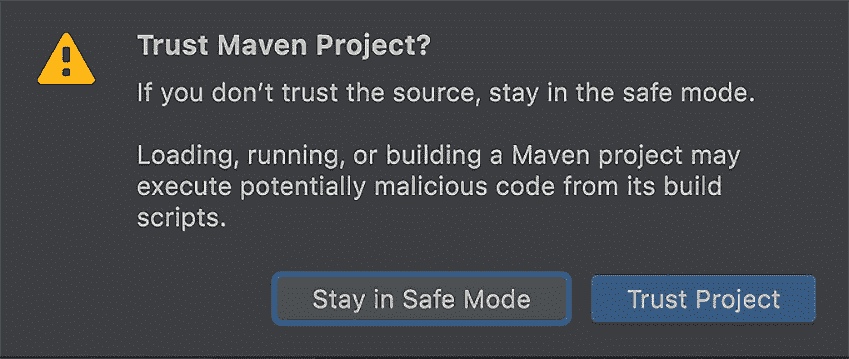 Trust Maven Project?
If you don’t trust the source, stay in the safe mode.
Loading, running, or building a Maven project may
execute potentially malicious code from its build
scripts.
Stay in Safe Mode
Trust Project